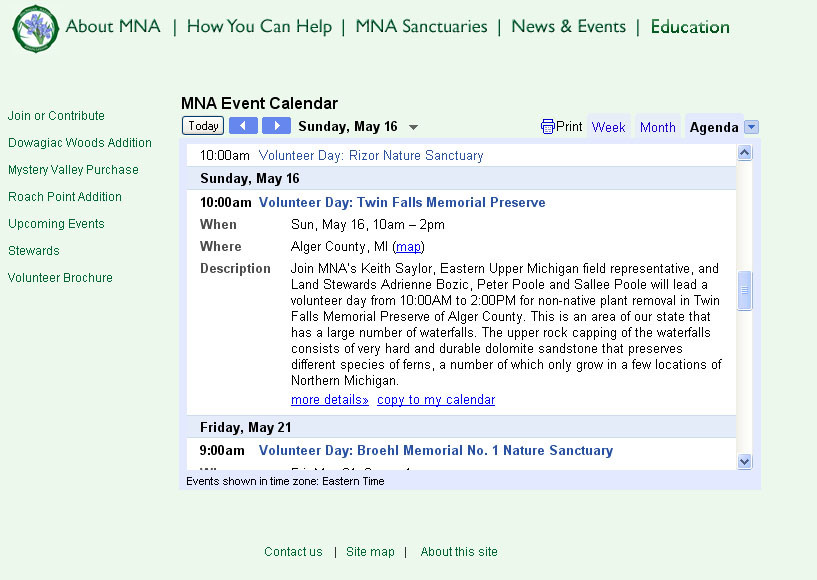 About MNA | How You Can Help | MNA Sanctuaries | News & Events | Education
MNA Event Calendar
Join or Contribute
Dowagiac Woods Addition
Mystery Valley Purchase
Roach Point Addition
Upcoming Events
Stewards
Volunteer Brochure
Today Sunday, May 16 Print Week Month Agenda
10:00am Volunteer Day: Rizor Nature Sanctuary
Sunday, May 16
10:00am Volunteer Day: Twin Falls Memorial Preserve
When Sun, May 16, 10am – 2pm
Where Alger County, MI (map)
Description Join MNA's Keith Saylor, Eastern Upper Michigan field representative, and
Land Stewards Adrienne Bozic, Peter Poole and Sallee Poole will lead a
volunteer day from 10:00AM to 2:00PM for non-native plant removal in Twin
Falls Memorial Preserve of Alger County. This is an area of our state that
has a large number of waterfalls. The upper rock capping of the waterfalls
consists of very hard and durable dolomite sandstone that preserves
different species of ferns, a number of which only grow in a few locations of
Northern Michigan.
more details» copy to my calendar
Friday, May 21
9:00am Volunteer Day: Broehl Memorial No. 1 Nature Sanctuary
Events shown in time zone: Eastern Time
Contact us | Site map | About this site